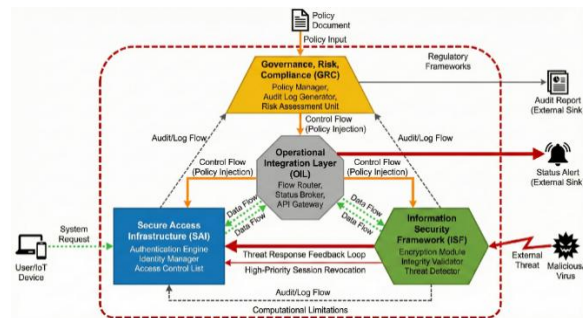 Policy
Document
Policy Input
Governance, Risk,
Compliance (GRC)
Policy Manager,
Audit Log Generator,
Risk Assessment Unit
Regulatory
Frameworks
Audit Report
(External Sink)
Control Flow
(Policy Injection)
Audit/Log Flow
Audit/Log Flow
Operational
Integration Layer
(OIL)
Flow Router,
Status Broker,
API Gateway
Control Flow
(Policy Injection)
Control Flow
(Policy Injection)
Status Alert
(External Sink)
Data Flow
Data Flow
Data Flow
Data Flow
System
Request
User/IoT
Device
Secure Access
Infrastructure (SAI)
Authentication Engine
Identity Manager
Access Control List
Threat Response Feedback Loop
High-Priority Session Revocation
Information
Security
Framework (ISF)
Encryption Module
Integrity Validator
Threat Detector
External
Threat
Malicious
Virus
Audit/Log Flow
Computational Limitations